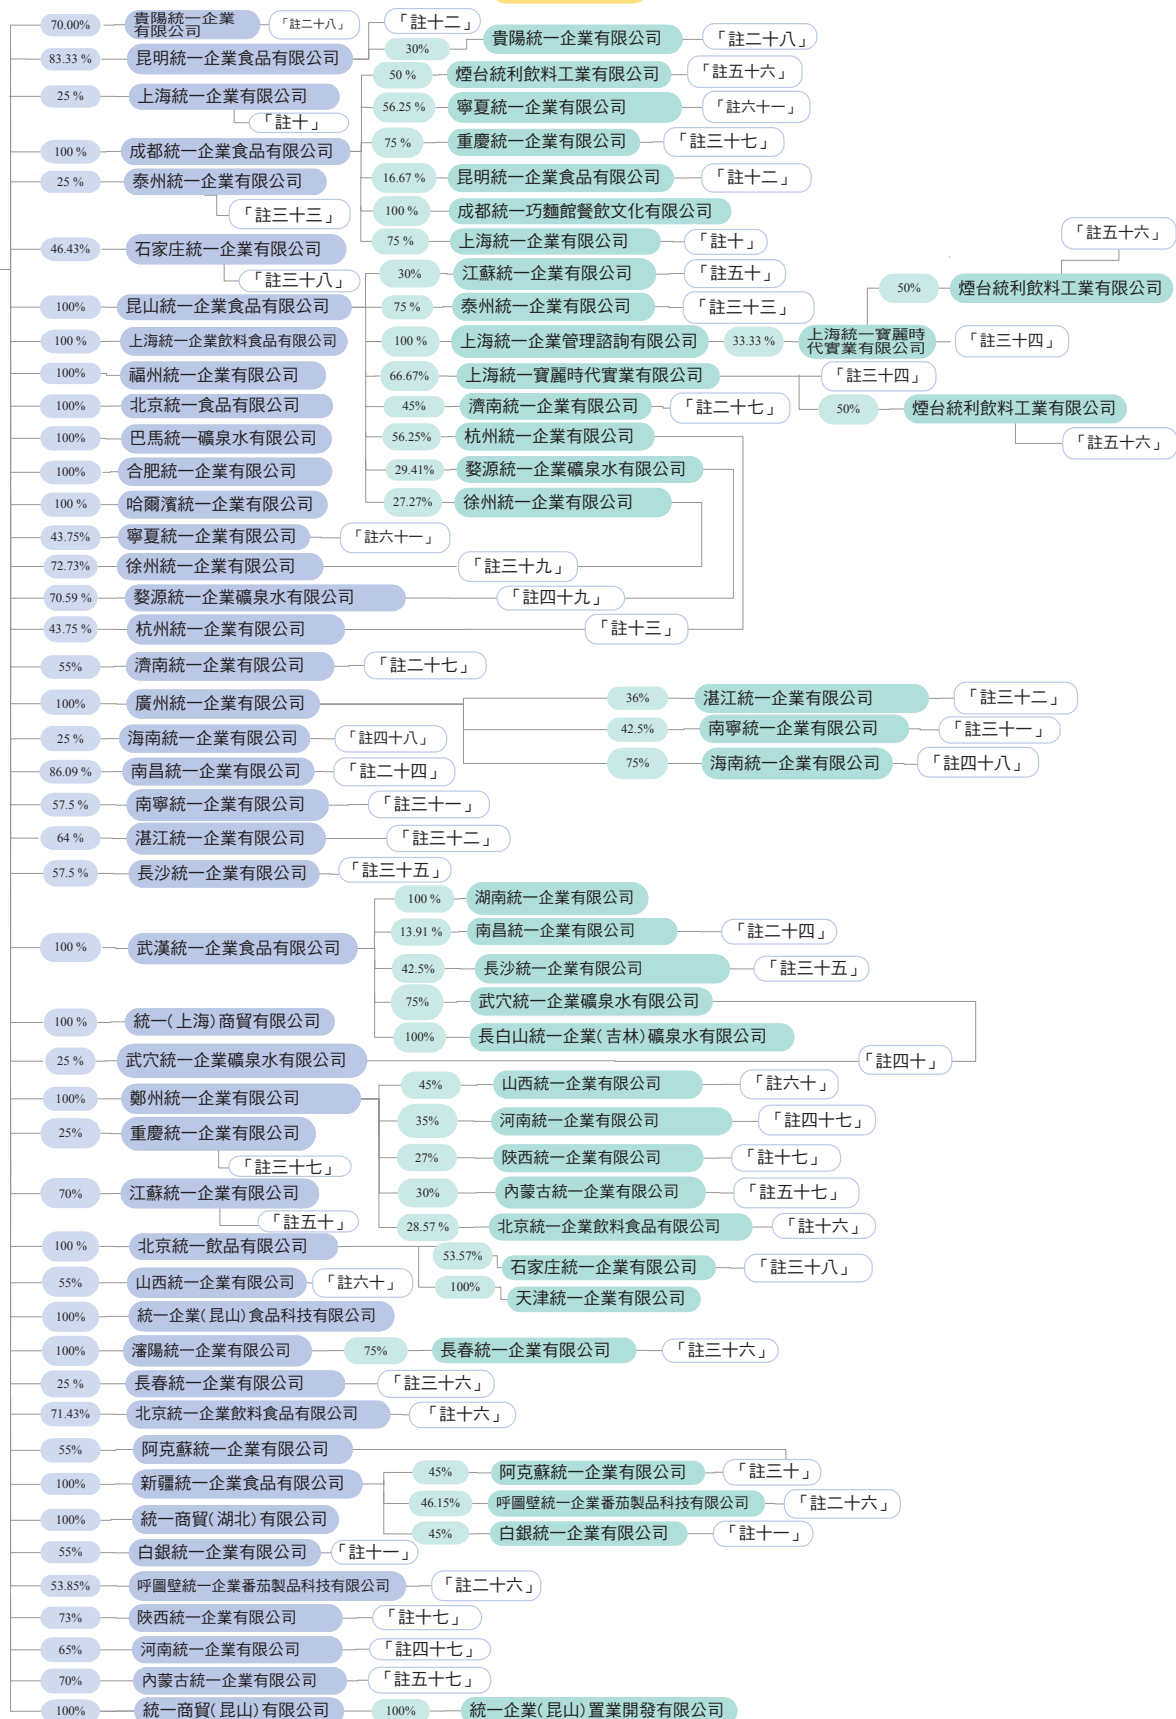 70.00% 貴陽統一企業
有限公司 「註二十八」
「註十二」
83.33 % 昆明統一企業食品有限公司 30% 貴陽統一企業有限公司 「註二十八」
50 % 煙台統利飲料工業有限公司 「註五十六」
25 % 上海統一企業有限公司
「註十」
56.25 % 寧夏統一企業有限公司 「註六十一」
75 % 重慶統一企業有限公司 「註三十七」
100 % 成都統一企業食品有限公司
16.67 % 昆明統一企業食品有限公司 「註十二」
25 % 泰州統一企業有限公司
「註三十三」
100 % 成都統一巧麵館餐飲文化有限公司
75 % 上海統一企業有限公司 「註十」
「註五十六」
46.43% 石家庄統一企業有限公司
「註三十八」
30% 江蘇統一企業有限公司 「註五十」
50% 煙台統利飲料工業有限公司
100% 昆山統一企業食品有限公司 75 % 泰州統一企業有限公司 「註三十三」
100 % 上海統一企業飲料食品有限公司 100 % 上海統一企業管理諮詢有限公司 33.33 % 上海統一寶麗時
代實業有限公司 「註三十四」
100% 福州統一企業有限公司 66.67% 上海統一寶麗時代實業有限公司 「註三十四」
100% 北京統一食品有限公司 45% 濟南統一企業有限公司 「註二十七」 50% 煙台統利飲料工業有限公司
100% 巴馬統一礦泉水有限公司 56.25% 杭州統一企業有限公司 「註五十六」
100% 合肥統一企業有限公司 29.41% 婺源統一企業礦泉水有限公司
100 % 哈爾濱統一企業有限公司 27.27% 徐州統一企業有限公司
43.75% 寧夏統一企業有限公司 「註六十一」
72.73% 徐州統一企業有限公司 「註三十九」
70.59 % 婺源統一企業礦泉水有限公司 「註四十九」
43.75 % 杭州統一企業有限公司 「註十三」
55% 濟南統一企業有限公司 「註二十七」
100% 廣州統一企業有限公司 36% 湛江統一企業有限公司 「註三十二」
42.5% 南寧統一企業有限公司 「註三十一」
25 % 海南統一企業有限公司 「註四十八」
75% 海南統一企業有限公司 「註四十八」
86.09 % 南昌統一企業有限公司 「註二十四」
57.5 % 南寧統一企業有限公司 「註三十一」
64 % 湛江統一企業有限公司 「註三十二」
57.5 % 長沙統一企業有限公司 「註三十五」
100 % 湖南統一企業有限公司
13.91 % 南昌統一企業有限公司 「註二十四」
100 % 武漢統一企業食品有限公司
42.5% 長沙統一企業有限公司 「註三十五」
75% 武穴統一企業礦泉水有限公司
100 % 統一(上海)商貿有限公司
100% 長白山統一企業(吉林)礦泉水有限公司
25 % 武穴統一企業礦泉水有限公司 「註四十」
45% 山西統一企業有限公司 「註六十」
100% 鄭州統一企業有限公司
35% 河南統一企業有限公司 「註四十七」
25% 重慶統一企業有限公司
「註三十七」
27% 陝西統一企業有限公司 「註十七」
70% 江蘇統一企業有限公司
「註五十」
30% 內蒙古統一企業有限公司 「註五十七」
28.57 % 北京統一企業飲料食品有限公司 「註十六」
100 % 北京統一飲品有限公司
53.57% 石家庄統一企業有限公司 「註三十八」
55% 山西統一企業有限公司 「註六十」
100% 天津統一企業有限公司
100% 統一企業(昆山)食品科技有限公司
100% 瀋陽統一企業有限公司 75% 長春統一企業有限公司 「註三十六」
25 % 長春統一企業有限公司 「註三十六」
71.43% 北京統一企業飲料食品有限公司 「註十六」
55% 阿克蘇統一企業有限公司
45% 阿克蘇統一企業有限公司 「註三十」
100% 新疆統一企業食品有限公司
46.15% 呼圖壁統一企業番茄製品科技有限公司 「註二十六」
100% 統一商貿(湖北)有限公司
45% 白銀統一企業有限公司 「註十一」
55% 白銀統一企業有限公司 「註十一」
53.85% 呼圖壁統一企業番茄製品科技有限公司 「註二十六」
73% 陝西統一企業有限公司 「註十七」
65% 河南統一企業有限公司 「註四十七」
70% 內蒙古統一企業有限公司 「註五十七」
100% 統一商貿(昆山)有限公司 100% 統一企業(昆山)置業開發有限公司